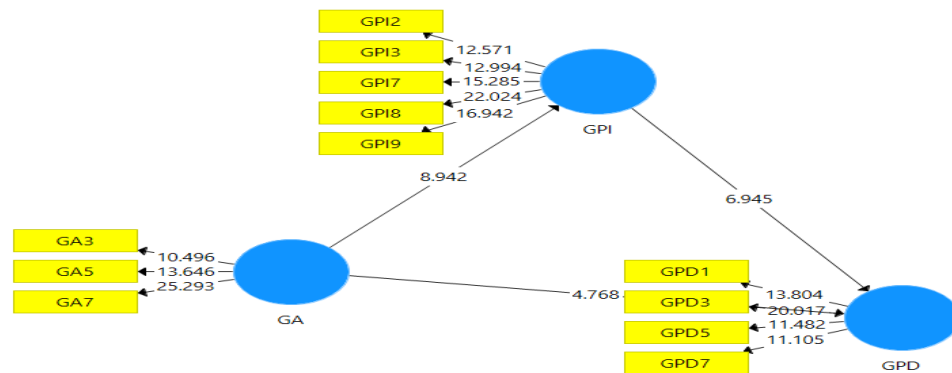 GPI2
GPI3
GPI7
GPI8
GPI9
12.571
12.994
15.285
22.024
16.942
GPI
8.942
6.945
GA3
GA5
GA7
10.496
13.646
25.293
GA
4.768
GPD1
GPD3
GPD5
GPD7
13.804
20.017
11.482
11.105
GPD